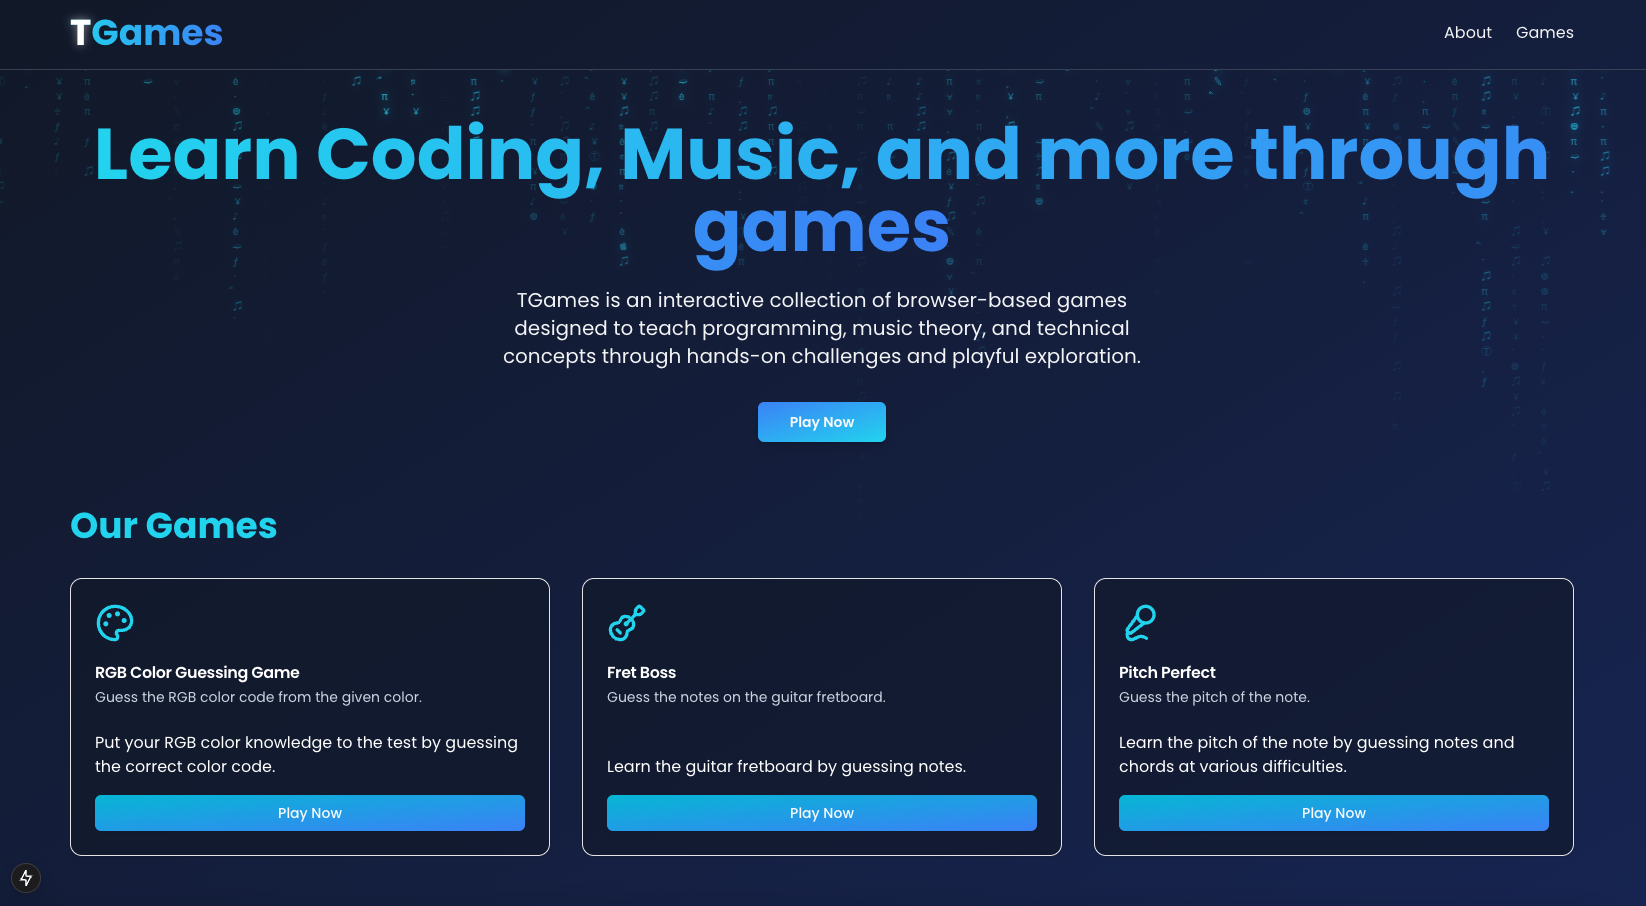 TGames
About
Games
Learn Coding, Music, and more through
games
TGames is an interactive collection of browser-based games
designed to teach programming, music theory, and technical
concepts through hands-on challenges and playful exploration.
Play Now
Our Games
RGB Color Guessing Game
Guess the RGB color code from the given color.
Put your RGB color knowledge to the test by guessing
the correct color code.
Play Now
Fret Boss
Guess the notes on the guitar fretboard.
Learn the guitar fretboard by guessing notes.
Play Now
Pitch Perfect
Guess the pitch of the note.
Learn the pitch of the note by guessing notes and
chords at various difficulties.
Play Now